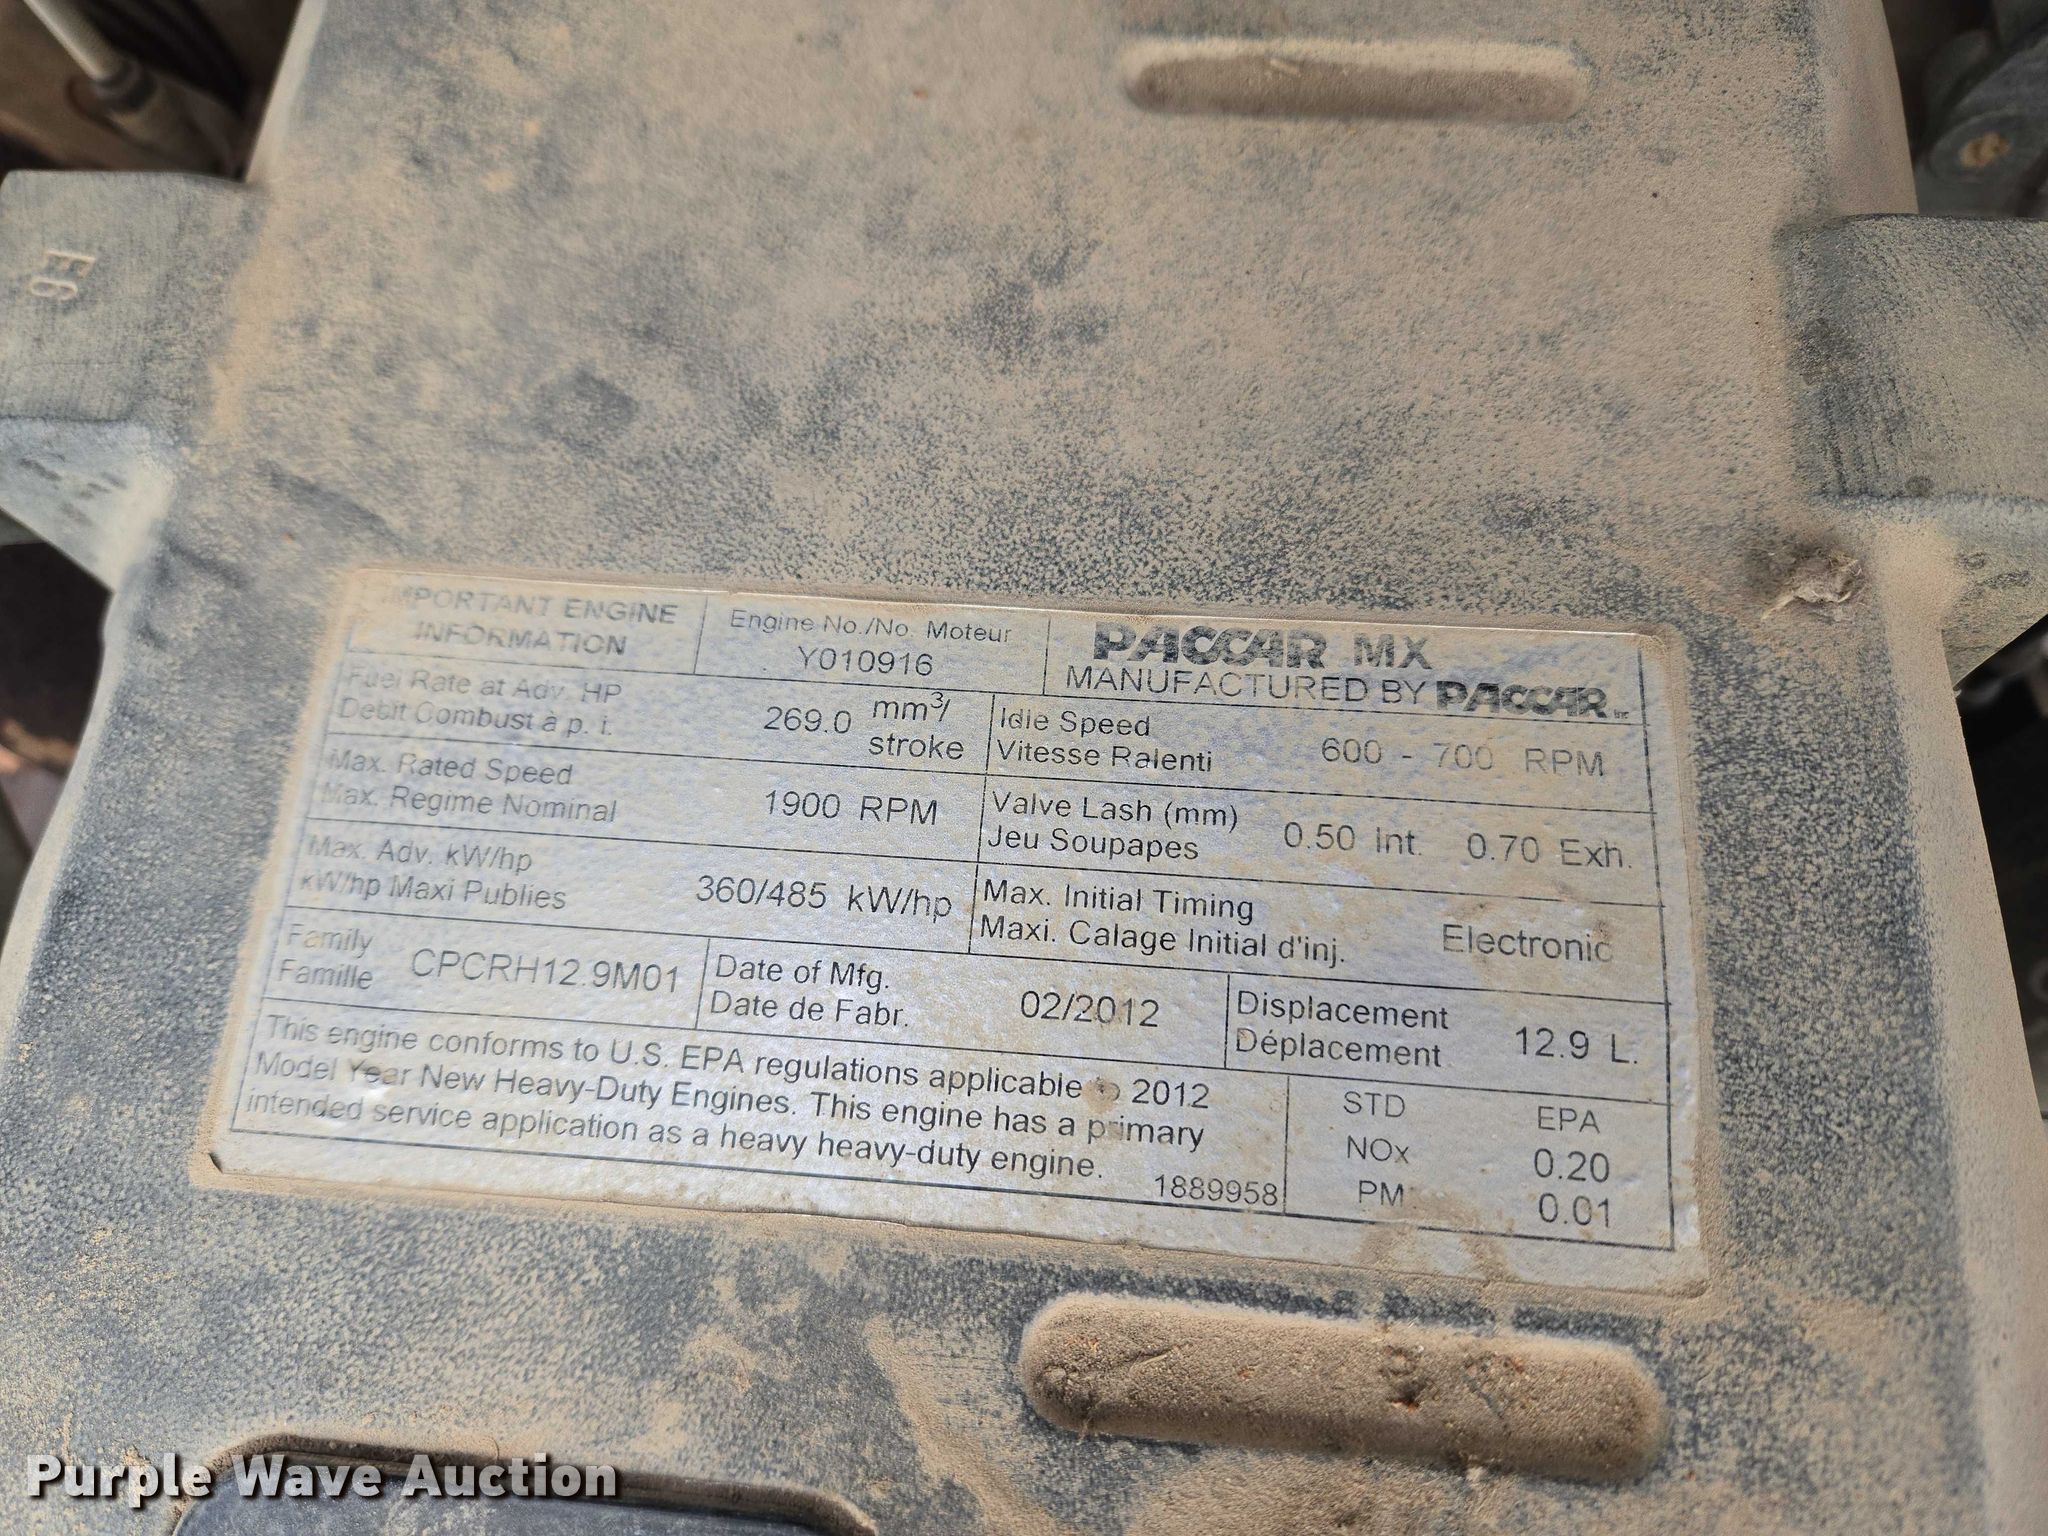 E6
IMPORTANT ENGINE
INFORMATION
Engine No./No. Moteur
Y010916
PACCAR MX
MANUFACTURED BY PACCAR Inc
Fuel Rate at Adv. HP
Debit Combust à p. i.
269.0 mm³/
stroke
Idle Speed
Vitesse Ralenti
600 - 700 RPM
Max. Rated Speed
Max. Regime Nominal
1900 RPM
Valve Lash (mm)
Jeu Soupapes
0.50 Int. 0.70 Exh.
Max. Adv. kW/hp
kW/hp Maxi Publies
360/485 kW/hp
Max. Initial Timing
Maxi. Calage Initial d'inj.
Electronic
Family
Famille
CPCRH12.9M01
Date of Mfg.
Date de Fabr.
02/2012
Displacement
Déplacement
12.9 L.
This engine conforms to U.S. EPA regulations applicable to 2012
Model Year New Heavy-Duty Engines. This engine has a primary
intended service application as a heavy heavy-duty engine.
1889958
STD EPA
NOx 0.20
PM 0.01
Purple Wave Auction